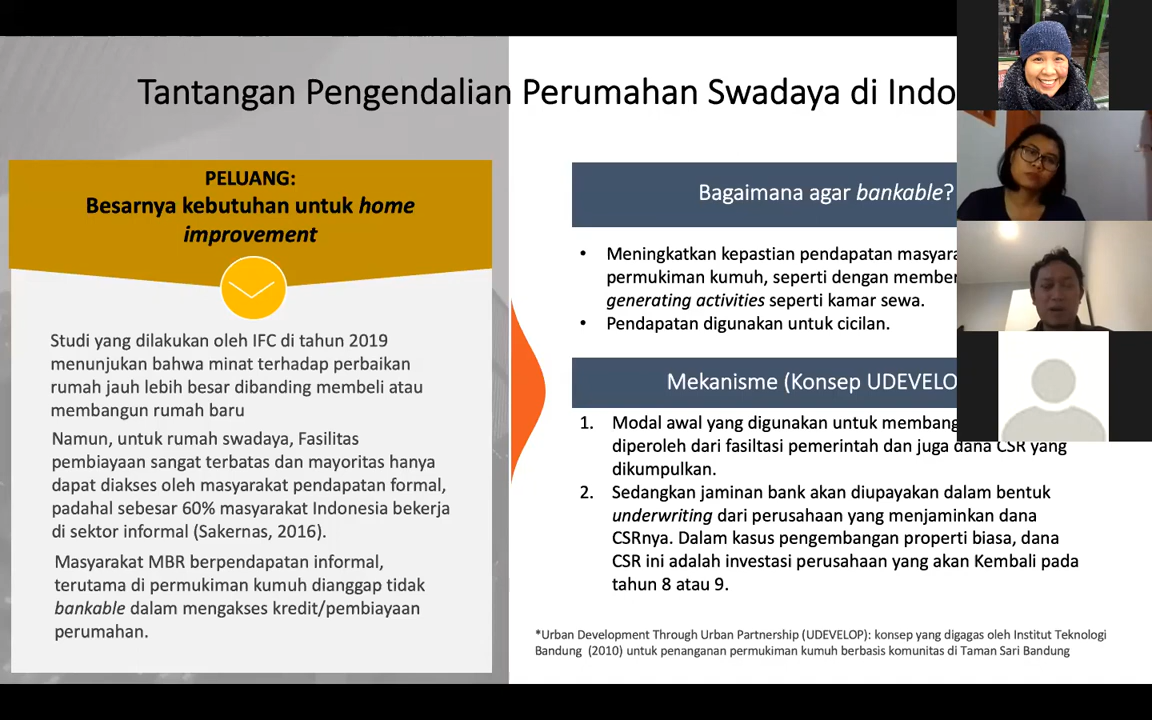 Tantangan Pengendalian Perumahan Swadaya di Indo
PELUANG:
Besarnya kebutuhan untuk home
improvement
Studi yang dilakukan oleh IFC di tahun 2019
menunjukan bahwa minat terhadap perbaikan
rumah jauh lebih besar dibanding membeli atau
membangun rumah baru
Namun, untuk rumah swadaya, Fasilitas
pembiayaan sangat terbatas dan mayoritas hanya
dapat diakses oleh masyarakat pendapatan formal,
padahal sebesar 60% masyarakat Indonesia bekerja
di sektor informal (Sakernas, 2016).
Masyarakat MBR berpendapatan informal,
terutama di permukiman kumuh dianggap tidak
bankable dalam mengakses kredit/pembiayaan
perumahan.
Bagaimana agar bankable?
• Meningkatkan kepastian pendapatan masyara
permukiman kumuh, seperti dengan member
generating activities seperti kamar sewa.
• Pendapatan digunakan untuk cicilan.
Mekanisme (Konsep UDEVELO
1. Modal awal yang digunakan untuk membang
diperoleh dari fasiltasi pemerintah dan juga dana CSR yang
dikumpulkan.
2. Sedangkan jaminan bank akan diupayakan dalam bentuk
underwriting dari perusahaan yang menjaminkan dana
CSRnya. Dalam kasus pengembangan properti biasa, dana
CSR ini adalah investasi perusahaan yang akan Kembali pada
tahun 8 atau 9.
*Urban Development Through Urban Partnership (UDEVELOP): konsep yang digagas oleh Institut Teknologi
Bandung (2010) untuk penanganan permukiman kumuh berbasis komunitas di Taman Sari Bandung